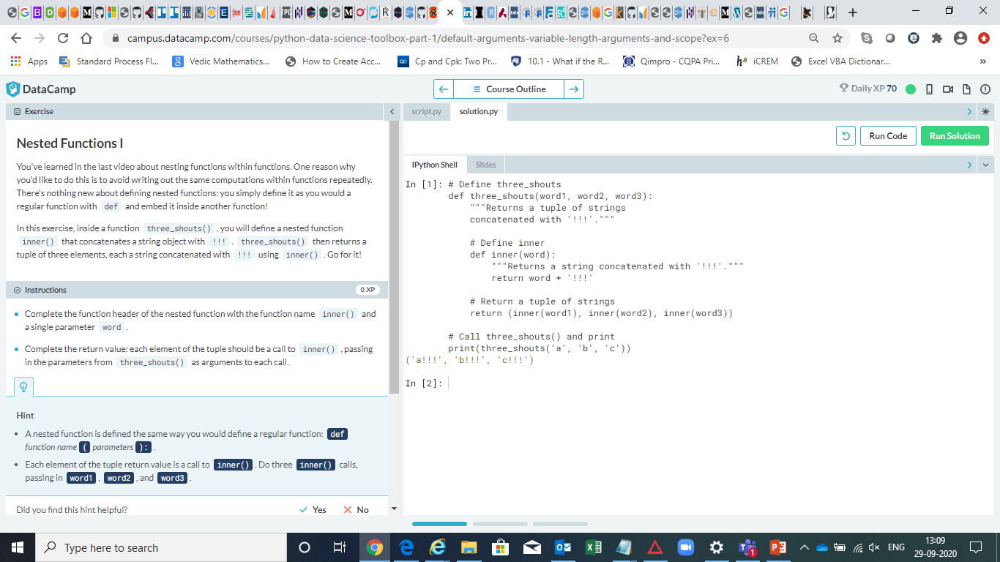 campus.datacamp.com/courses/python-data-science-toolbox-part-1/default-arguments-variable-length-arguments-and-scope?ex=6
Apps Standard Process Fl... Vedic Mathematics... How to Create Acc... Cp and Cpk: Two Pr... 10.1 - What if the R... Qimpro - CQPA Pri... iCREM Excel VBA Dictionar... »
DataCamp
Course Outline
Daily XP 70
Exercise
script.py solution.py
Run Code Run Solution
IPython Shell Slides
Nested Functions I
You've learned in the last video about nesting functions within functions. One reason why
you'd like to do this is to avoid writing out the same computations within functions repeatedly.
There's nothing new about defining nested functions: you simply define it as you would a
regular function with def and embed it inside another function!
In this exercise, inside a function three_shouts() , you will define a nested function
inner() that concatenates a string object with !!! . three_shouts() then returns a
tuple of three elements, each a string concatenated with !!! using inner() . Go for it!
Instructions 0 XP
Complete the function header of the nested function with the function name inner() and
a single parameter word .
Complete the return value: each element of the tuple should be a call to inner() , passing
in the parameters from three_shouts() as arguments to each call.
Hint
A nested function is defined the same way you would define a regular function: def
function name ( parameters ): .
Each element of the tuple return value is a call to inner() . Do three inner() calls,
passing in word1 , word2 , and word3 .
Did you find this hint helpful? Yes No
In [1]: # Define three_shouts
def three_shouts(word1, word2, word3):
"""Returns a tuple of strings
concatenated with '!!!'."""
# Define inner
def inner(word):
"""Returns a string concatenated with '!!!'."""
return word + '!!!'
# Return a tuple of strings
return (inner(word1), inner(word2), inner(word3))
# Call three_shouts() and print
print(three_shouts('a', 'b', 'c'))
('a!!!', 'b!!!', 'c!!!')
In [2]:
Type here to search
ENG
13:09
29-09-2020